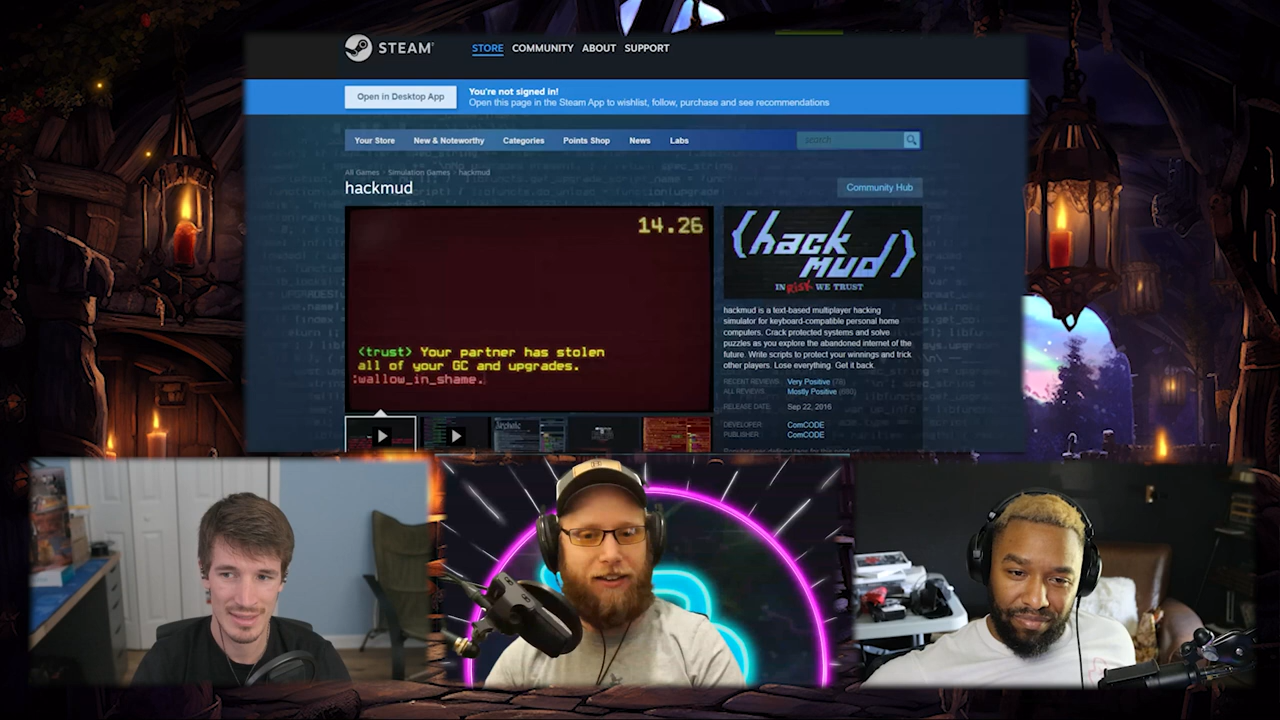 STEAM
STORE COMMUNITY ABOUT SUPPORT
Open in Desktop App
You're not signed in!
Open this page in the Steam App to wishlist, follow, purchase and see recommendations
Your Store New & Noteworthy Categories Points Shop News Labs
search
All Games > Simulation Games > hackmud
hackmud
Community Hub
14.26
<trust> Your partner has stolen
all of your GC and upgrades.
:wallow_in_shame.
(hack
mud)
IN RISK WE TRUST
hackmud is a text-based multiplayer hacking
simulator for keyboard-compatible personal home
computers. Crack protected systems and solve
puzzles as you explore the abandoned internet of the
future. Write scripts to protect your winnings and trick
other players. Lose everything. Get it back.
RECENT REVIEWS: Very Positive (78)
ALL REVIEWS: Mostly Positive
RELEASE DATE: Sep 22, 2016
DEVELOPER: ComCODE
PUBLISHER: ComCODE